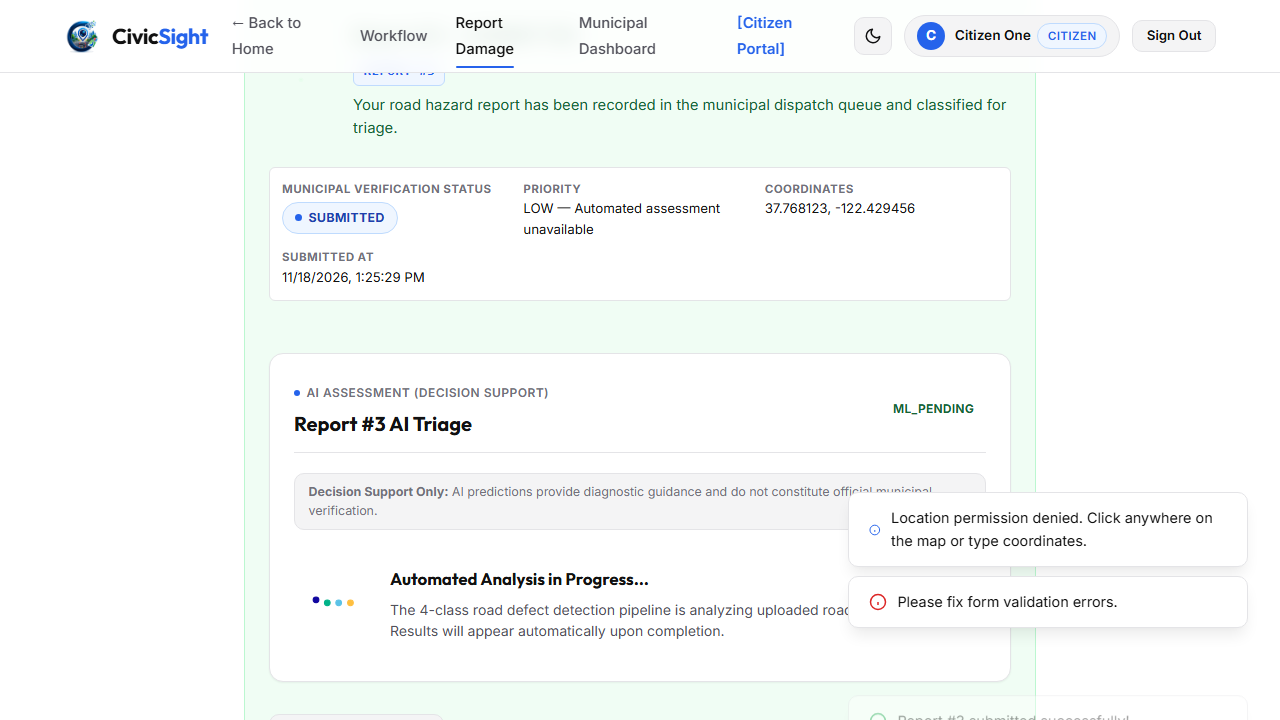 CivicSight
← Back to
Home
Workflow
Report
Damage
Municipal
Dashboard
[Citizen
Portal]
C
Citizen One
CITIZEN
Sign Out
Your road hazard report has been recorded in the municipal dispatch queue and classified for
triage.
MUNICIPAL VERIFICATION STATUS
SUBMITTED
PRIORITY
LOW — Automated assessment
unavailable
COORDINATES
37.768123, -122.429456
SUBMITTED AT
11/18/2026, 1:25:29 PM
AI ASSESSMENT (DECISION SUPPORT)
Report #3 AI Triage
ML_PENDING
Decision Support Only: AI predictions provide diagnostic guidance and do not constitute official municipal
verification.
Automated Analysis in Progress...
The 4-class road defect detection pipeline is analyzing uploaded
Results will appear automatically upon completion.
Location permission denied. Click anywhere on
the map or type coordinates.
Please fix form validation errors.
submitted successfully!